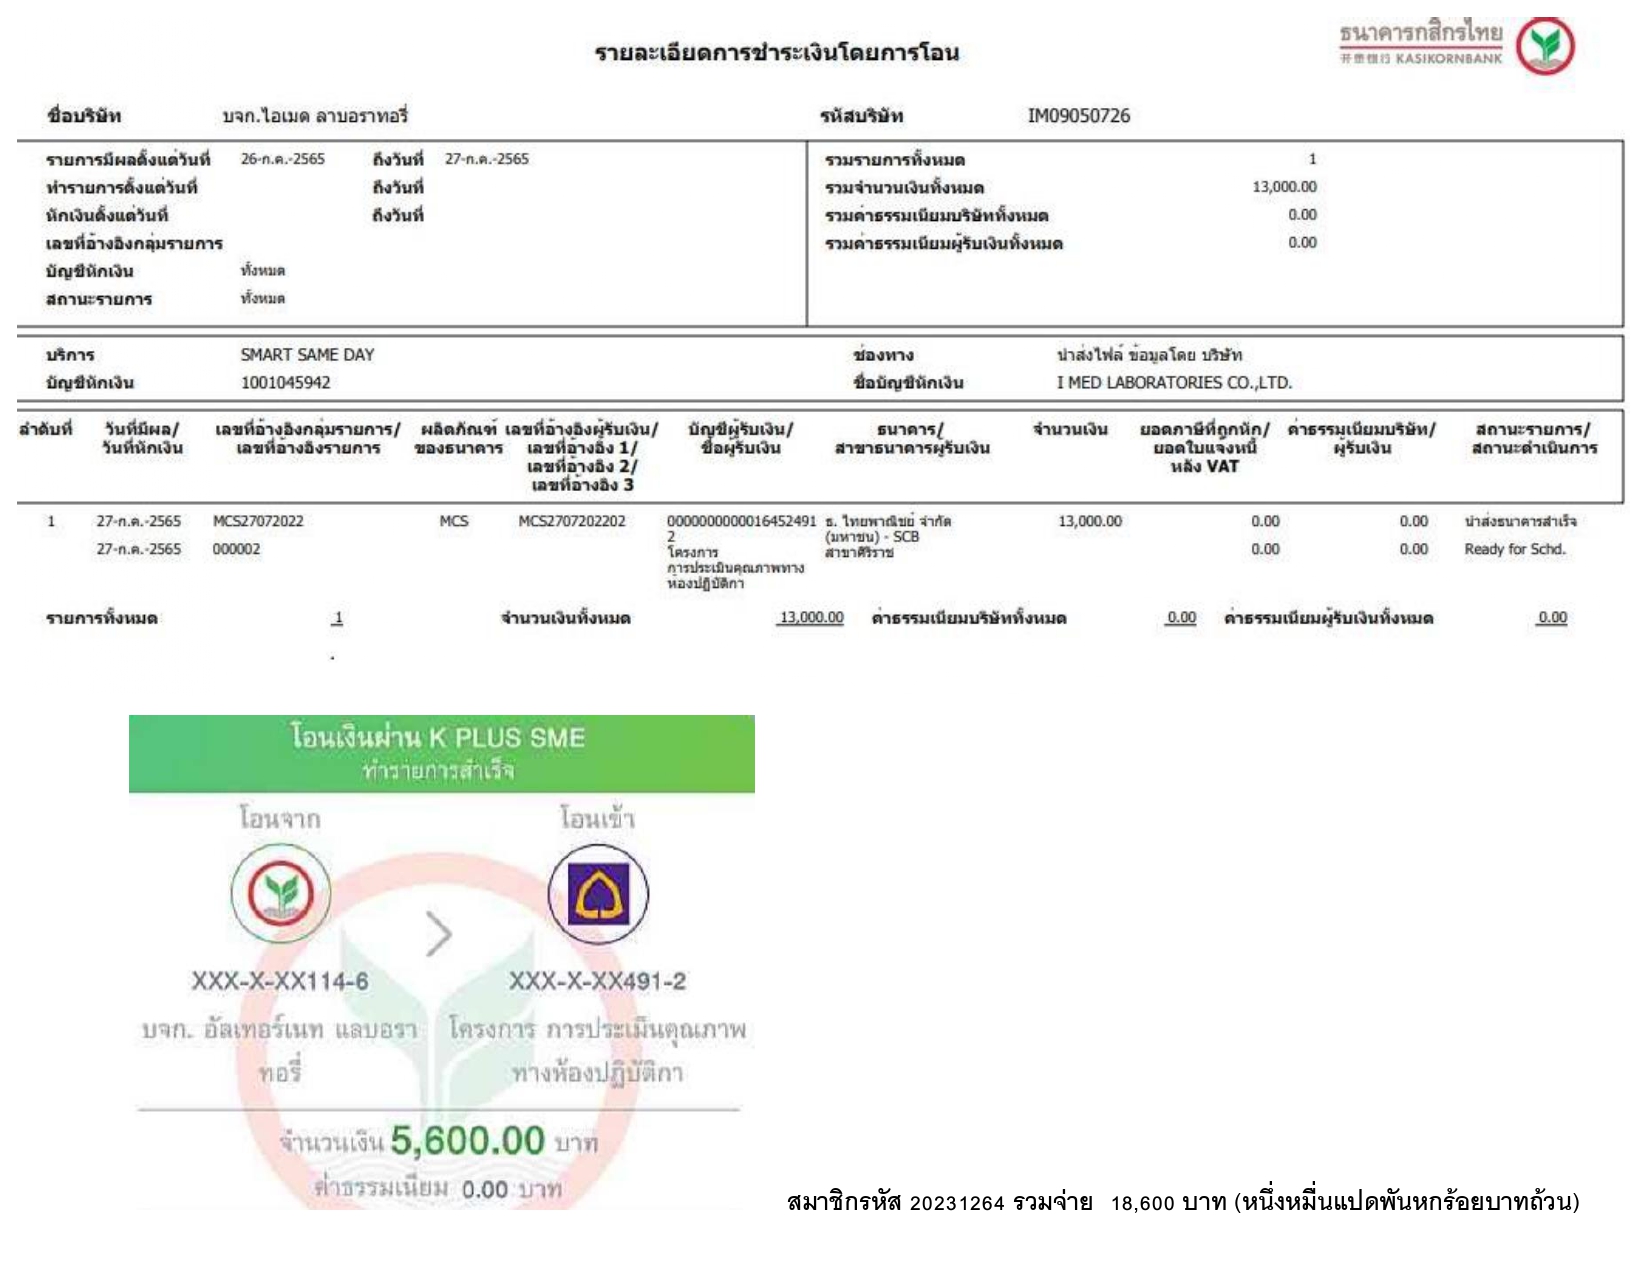 ธนาคารกสิกรไทย
开泰银行 KASIKORNBANK
รายละเอียดการชำระเงินโดยการโอน
ชื่อบริษัท บจก.ไอเมด ลาบอราทอรี่ รหัสบริษัท IM09050726
รายการมีผลตั้งแต่วันที่ 26-ก.ค.-2565 ถึงวันที่ 27-ก.ค.-2565 รวมรายการทั้งหมด 1
ทำรายการตั้งแต่วันที่ ถึงวันที่ รวมจำนวนเงินทั้งหมด 13,000.00
หักเงินตั้งแต่วันที่ ถึงวันที่ รวมค่าธรรมเนียมบริษัททั้งหมด 0.00
เลขที่อ้างอิงกลุ่มรายการ รวมค่าธรรมเนียมผู้รับเงินทั้งหมด 0.00
บัญชีหักเงิน ทั้งหมด
สถานะรายการ ทั้งหมด
บริการ SMART SAME DAY ช่องทาง นำส่งไฟล์ ข้อมูลโดย บริษัท
บัญชีหักเงิน 1001045942 ชื่อบัญชีหักเงิน I MED LABORATORIES CO.,LTD.
ลำดับที่ วันที่มีผล/ เลขที่อ้างอิงกลุ่มรายการ/ ผลิตภัณฑ์ เลขที่อ้างอิงผู้รับเงิน/ บัญชีผู้รับเงิน/ ธนาคาร/ จำนวนเงิน ยอดภาษีที่ถูกหัก/ ค่าธรรมเนียมบริษัท/ สถานะรายการ/
วันที่หักเงิน เลขที่อ้างอิงรายการ ของธนาคาร เลขที่อ้างอิง 1/ ชื่อผู้รับเงิน สาขาธนาคารผู้รับเงิน ยอดใบแจ้งหนี้ ผู้รับเงิน สถานะดำเนินการ
เลขที่อ้างอิง 2/ หลัง VAT
เลขที่อ้างอิง 3
1 27-ก.ค.-2565 MCS27072022 MCS MCS2707202202 0000000000016452491 ธ. ไทยพาณิชย์ จำกัด 13,000.00 0.00 0.00 นำส่งธนาคารสำเร็จ
2 (มหาชน) - SCB
27-ก.ค.-2565 000002 โครงการ สาขาศิริราช 0.00 0.00 Ready for Schd.
การประเมินคุณภาพทาง
ห้องปฏิบัติกา
รายการทั้งหมด 1 จำนวนเงินทั้งหมด 13,000.00 ค่าธรรมเนียมบริษัททั้งหมด 0.00 ค่าธรรมเนียมผู้รับเงินทั้งหมด 0.00
โอนเงินผ่าน K PLUS SME
ทำรายการสำเร็จ
โอนจาก โอนเข้า
XXX-X-XX114-6 XXX-X-XX491-2
บจก. อัลเทอร์เนท แลบอรา โครงการ การประเมินคุณภาพ
ทอรี่ ทางห้องปฏิบัติกา
จำนวนเงิน 5,600.00 บาท
ค่าธรรมเนียม 0.00 บาท
สมาชิกรหัส 20231264 รวมจ่าย 18,600 บาท (หนึ่งหมื่นแปดพันหกร้อยบาทถ้วน)